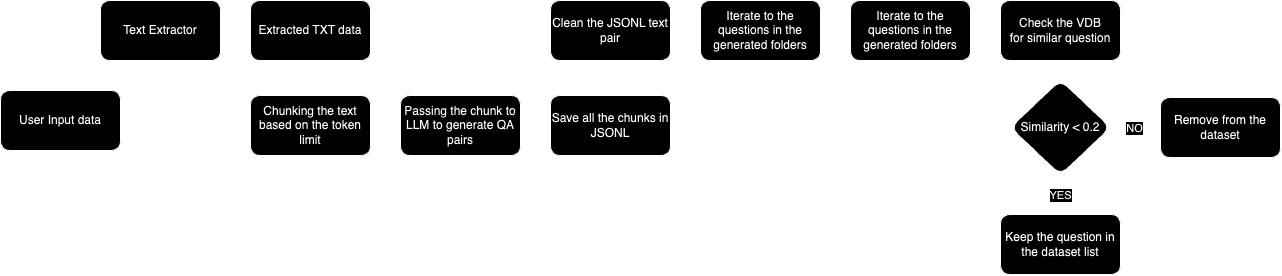 Text Extractor
Extracted TXT data
Clean the JSONL text
pair
Iterate to the
questions in the
generated folders
Iterate to the
questions in the
generated folders
Check the VDB
for similar question
User Input data
Chunking the text
based on the token
limit
Passing the chunk to
LLM to generate QA
pairs
Save all the chunks in
JSONL
Similarity < 0.2
NO
Remove from the
dataset
YES
Keep the question in
the dataset list